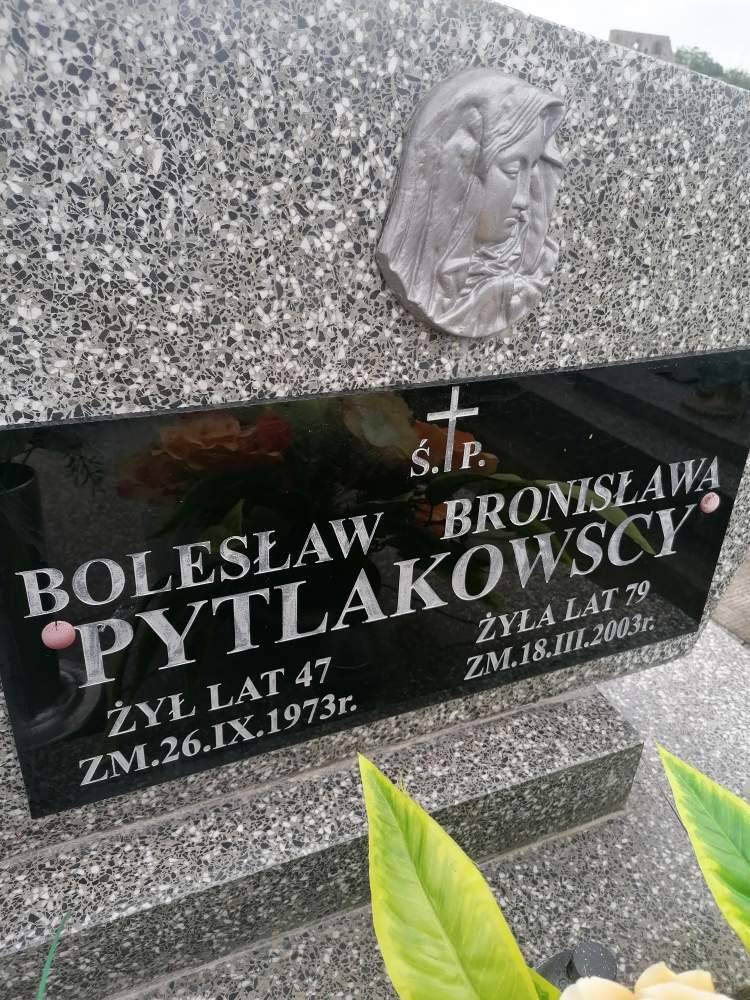 Ś. P.
BOLESŁAW BRONISŁAWA
PYTLAKOWSCY
ŻYŁ LAT 47
ZM.26.IX.1973r.
ŻYŁA LAT 79
ZM.18.III.2003r.